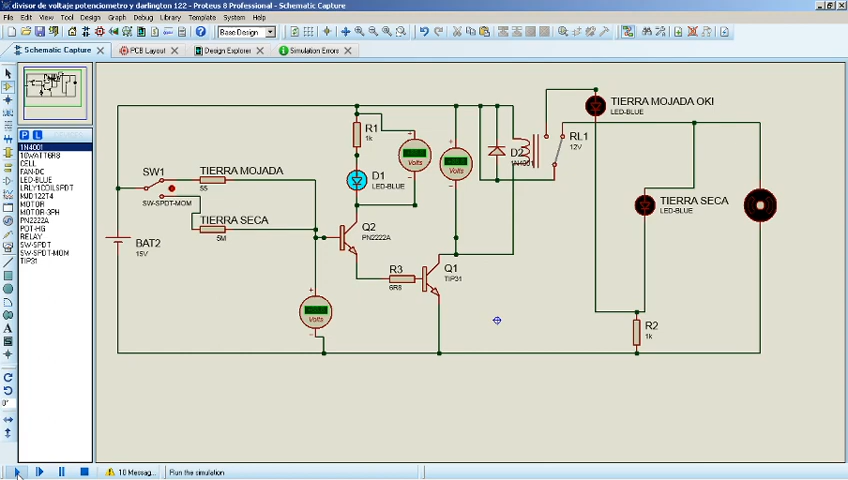 divisor de voltaje potenciometro y darlington 122 - Proteus 8 Professional - Schematic Capture
File Edit View Tool Design Graph Debug Library Template System Help
Base Design
Schematic Capture PCB Layout Design Explorer Simulation Errors
P L
1N4001
10WATT6R8
CELL
FAN-DC
LED-BLUE
LRLY1COILSPDT
MJD122T4
MOTOR
MOTOR-3PH
PN2222A
POT-HG
RELAY
SW-SPDT
SW-SPDT-MOM
TIP31
0°
SW1
SW-SPDT-MOM
TIERRA MOJADA
55
TIERRA SECA
5M
BAT2
15V
R1
1k
D1
LED-BLUE
Volts
Volts
Q2
PN2222A
R3
6R8
Q1
TIP31
Volts
D2
1N4001
RL1
12V
TIERRA MOJADA OKI
LED-BLUE
TIERRA SECA
LED-BLUE
R2
1k
10 Messag...
Run the simulation